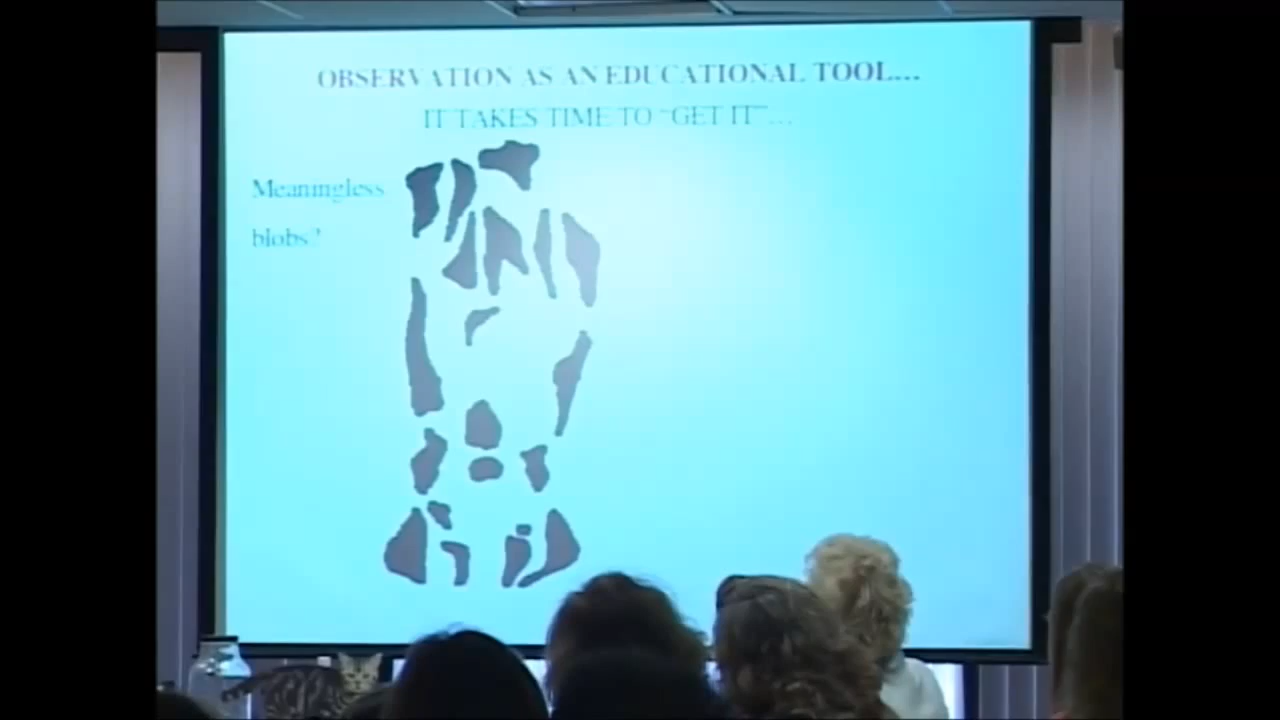 OBSERVATION AS AN EDUCATIONAL TOOL...
IT TAKES TIME TO “GET IT”...
Meaningless
blobs?